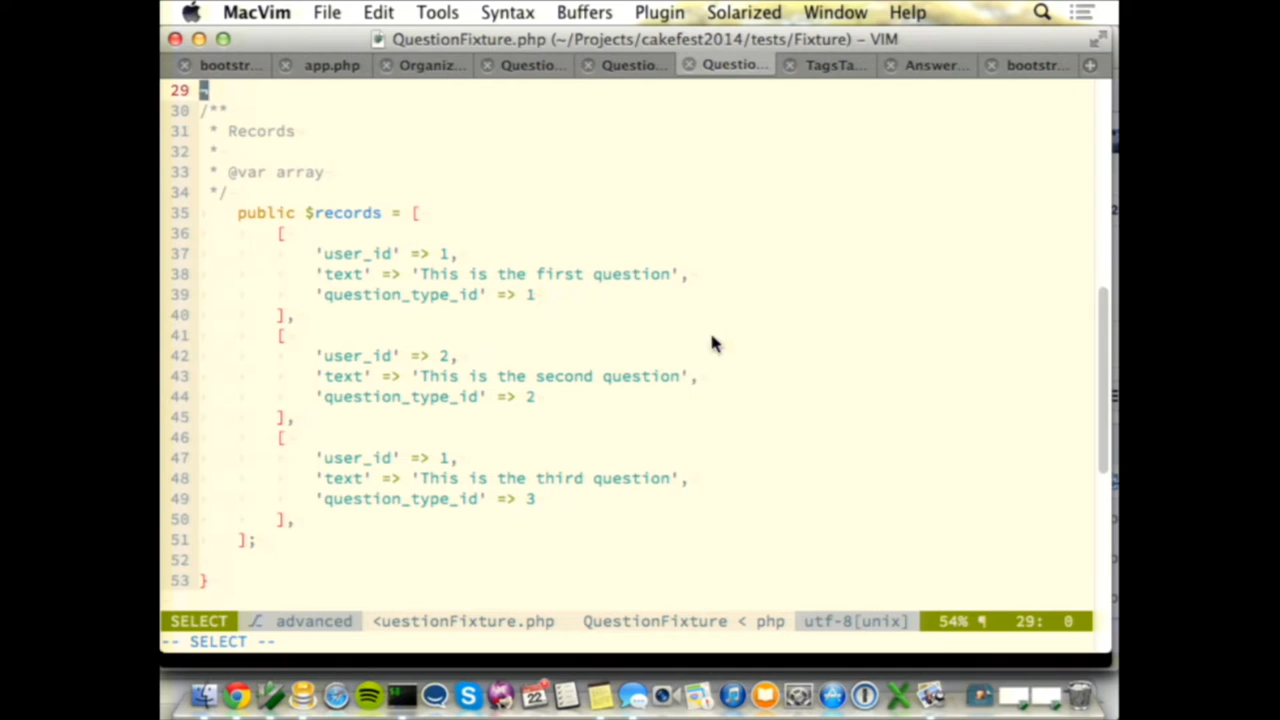 MacVim File Edit Tools Syntax Buffers Plugin Solarized Window Help
QuestionFixture.php (~/Projects/cakefest2014/tests/Fixture) – VIM
bootstr... app.php Organiz... Questio... Questio... Questio... TagsTa... Answer... bootstr...
29
30 /**
31 * Records
32 *
33 * @var array
34 */
35 public $records = [
36 [
37 'user_id' => 1,
38 'text' => 'This is the first question',
39 'question_type_id' => 1
40 ],
41 [
42 'user_id' => 2,
43 'text' => 'This is the second question',
44 'question_type_id' => 2
45 ],
46 [
47 'user_id' => 1,
48 'text' => 'This is the third question',
49 'question_type_id' => 3
50 ],
51 ];
52
53 }
SELECT advanced <uestionFixture.php QuestionFixture < php utf-8[unix] 54% ¶ 29: 0
-- SELECT --
22